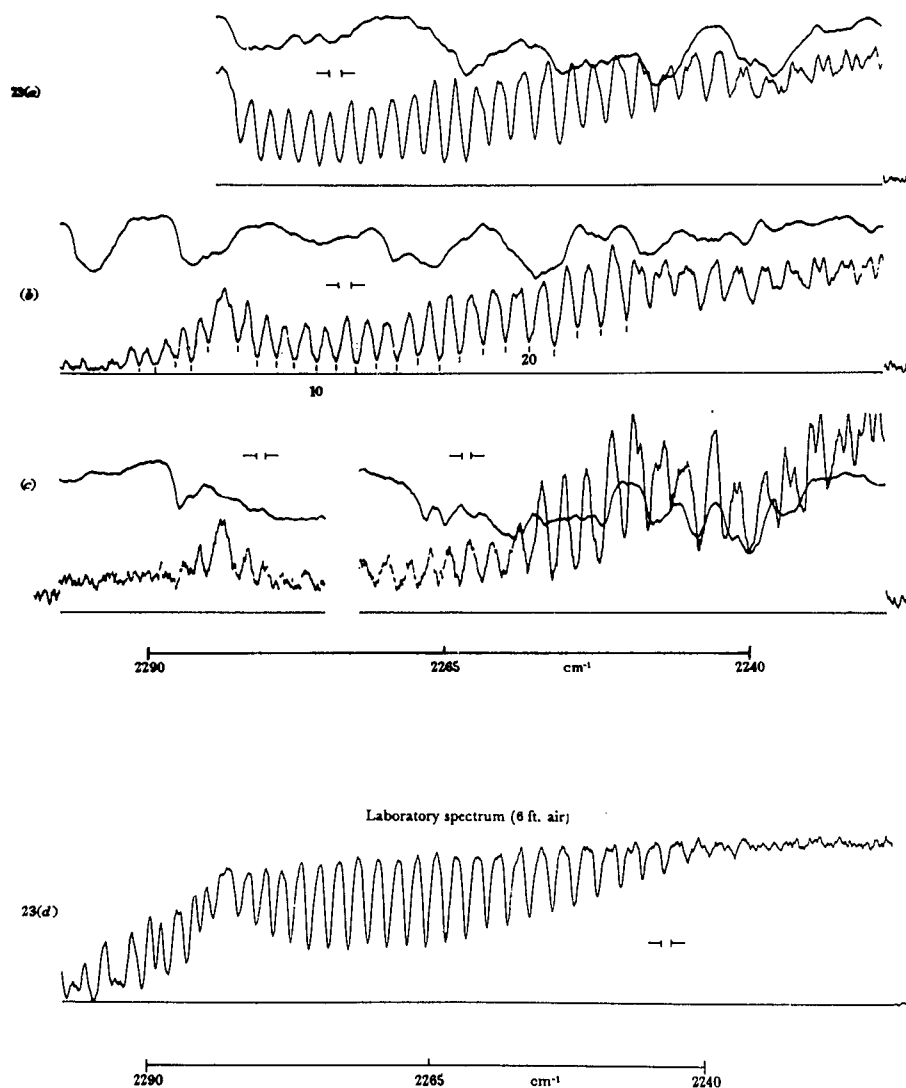 23(a)
(b)
20
10
(c)
2290 2265 cm⁻¹ 2240
Laboratory spectrum (6 ft. air)
23(d)
2290 2265 cm⁻¹ 2240